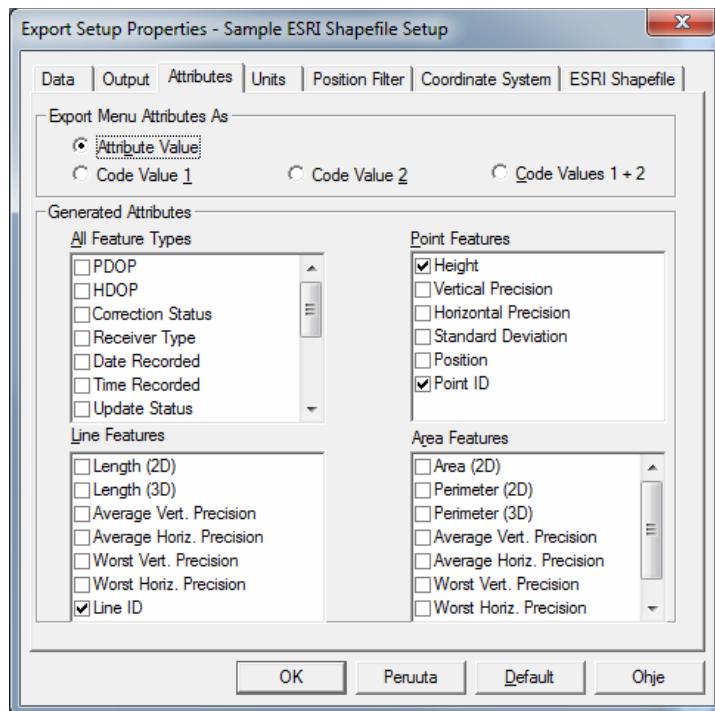 Export Setup Properties - Sample ESRI Shapefile Setup
Data Output Attributes Units Position Filter Coordinate System ESRI Shapefile
Export Menu Attributes As
Attribute Value
Code Value 1 Code Value 2 Code Values 1 + 2
Generated Attributes
All Feature Types
PDOP
HDOP
Correction Status
Receiver Type
Date Recorded
Time Recorded
Update Status
Point Features
Height
Vertical Precision
Horizontal Precision
Standard Deviation
Position
Point ID
Line Features
Length (2D)
Length (3D)
Average Vert. Precision
Average Horiz. Precision
Worst Vert. Precision
Worst Horiz. Precision
Line ID
Area Features
Area (2D)
Perimeter (2D)
Perimeter (3D)
Average Vert. Precision
Average Horiz. Precision
Worst Vert. Precision
Worst Horiz. Precision
OK Peruuta Default Ohje